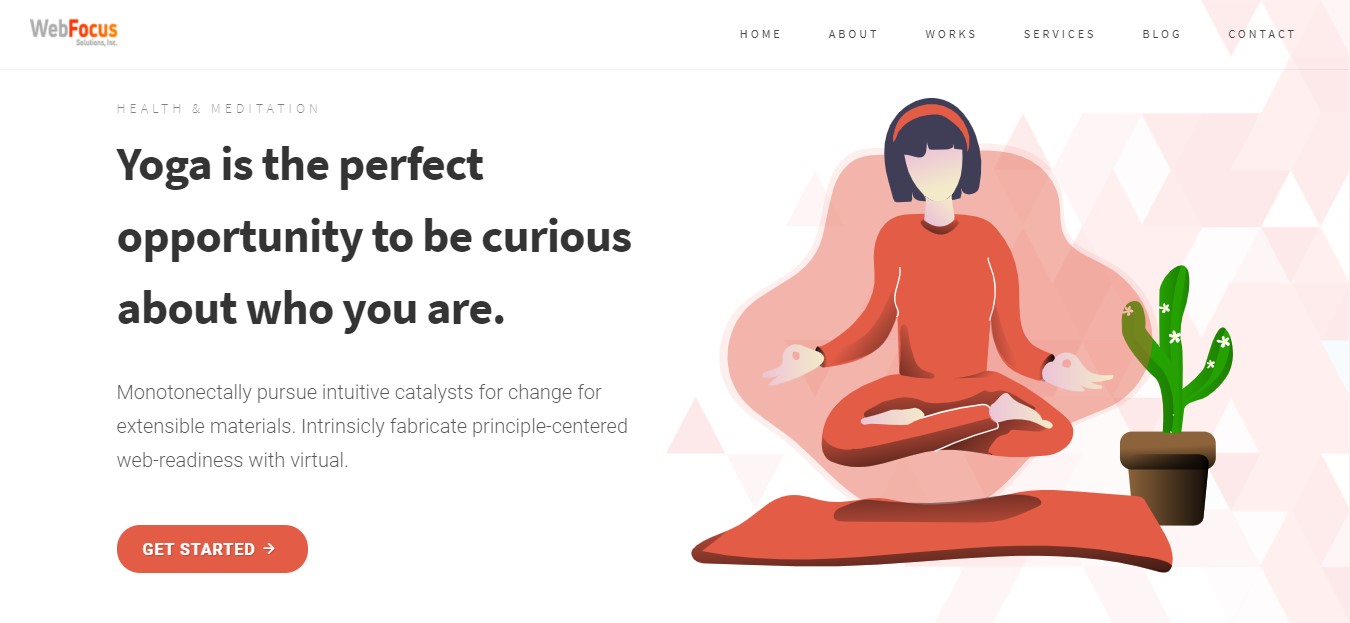 WebFocus
Solutions, Inc.
HOME ABOUT WORKS SERVICES BLOG CONTACT
HEALTH & MEDITATION
Yoga is the perfect
opportunity to be curious
about who you are.
Monotonectally pursue intuitive catalysts for change for
extensible materials. Intrinsicly fabricate principle-centered
web-readiness with virtual.
GET STARTED →